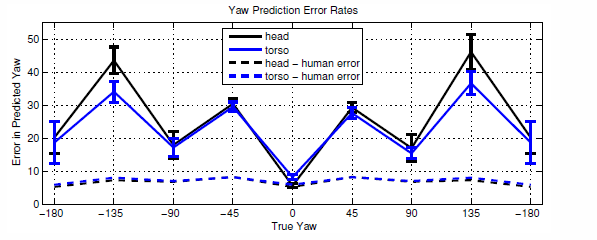 Yaw Prediction Error Rates
head
torso
head – human error
torso – human error
Error in Predicted Yaw
50
40
30
20
10
0
−180 −135 −90 −45 0 45 90 135 −180
True Yaw